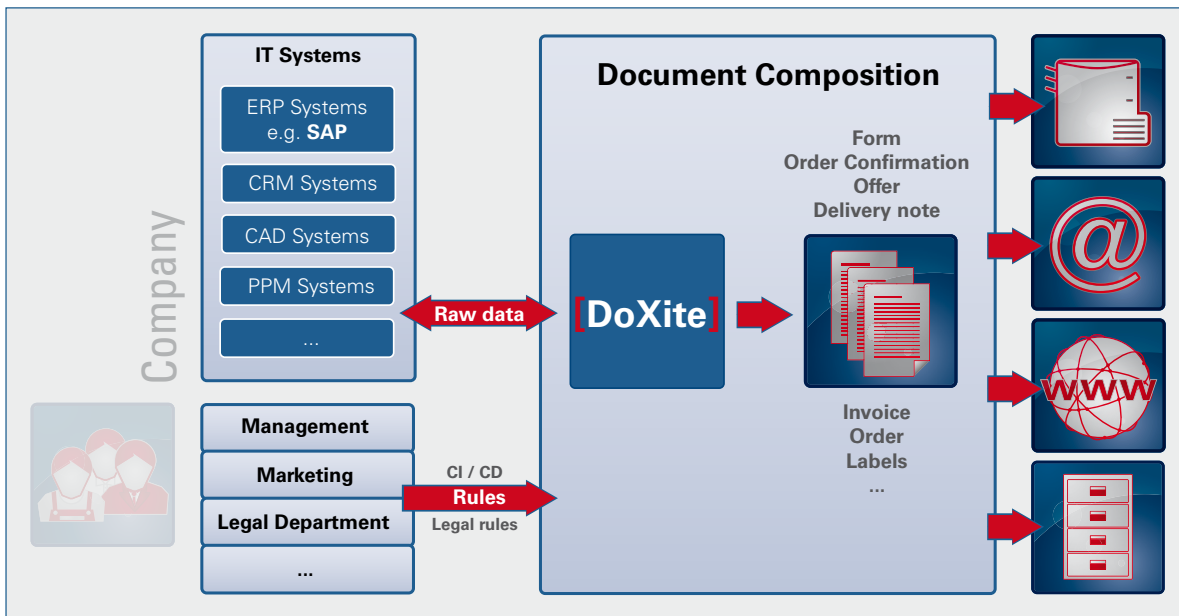 Company
IT Systems
ERP Systems
e.g. SAP
CRM Systems
CAD Systems
PPM Systems
...
Management
Marketing
Legal Department
...
Raw data
CI / CD
Rules
Legal rules
Document Composition
[DoXite]
Form
Order Confirmation
Offer
Delivery note
Invoice
Order
Labels
...
@
WWW